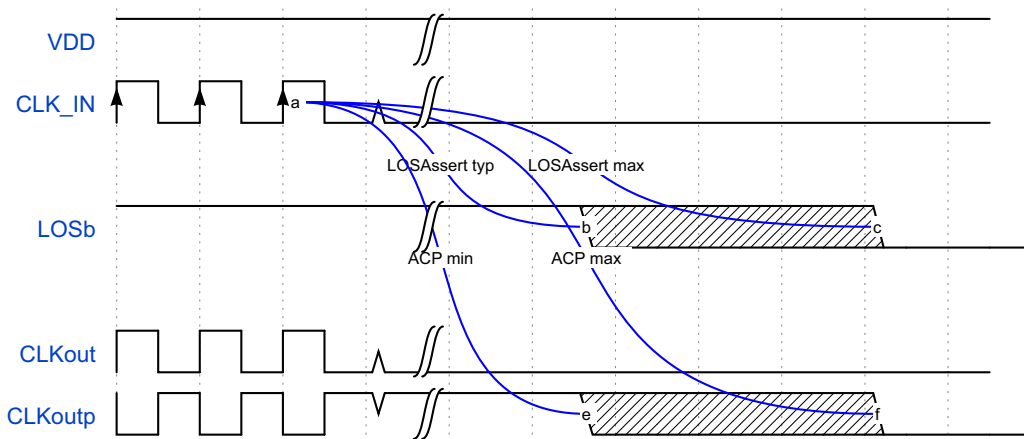 VDD
CLK_IN
a
LOSAssert typ
LOSAssert max
LOSb
b
c
ACP min
ACP max
CLKout
CLKoutp
e
f